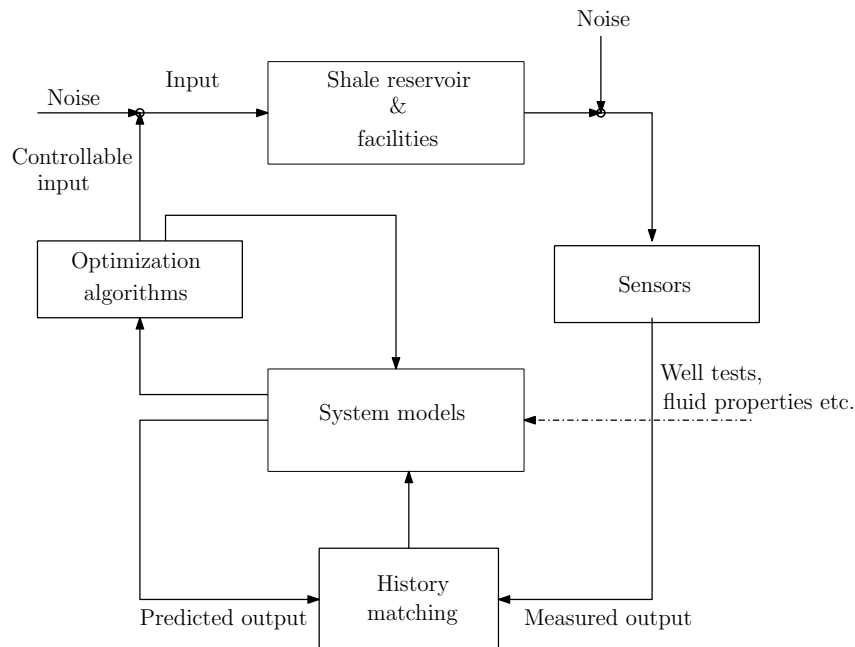 Noise
Input
Shale reservoir
&
facilities
Noise
Controllable
input
Optimization
algorithms
Sensors
Well tests,
fluid properties etc.
System models
History
matching
Predicted output
Measured output